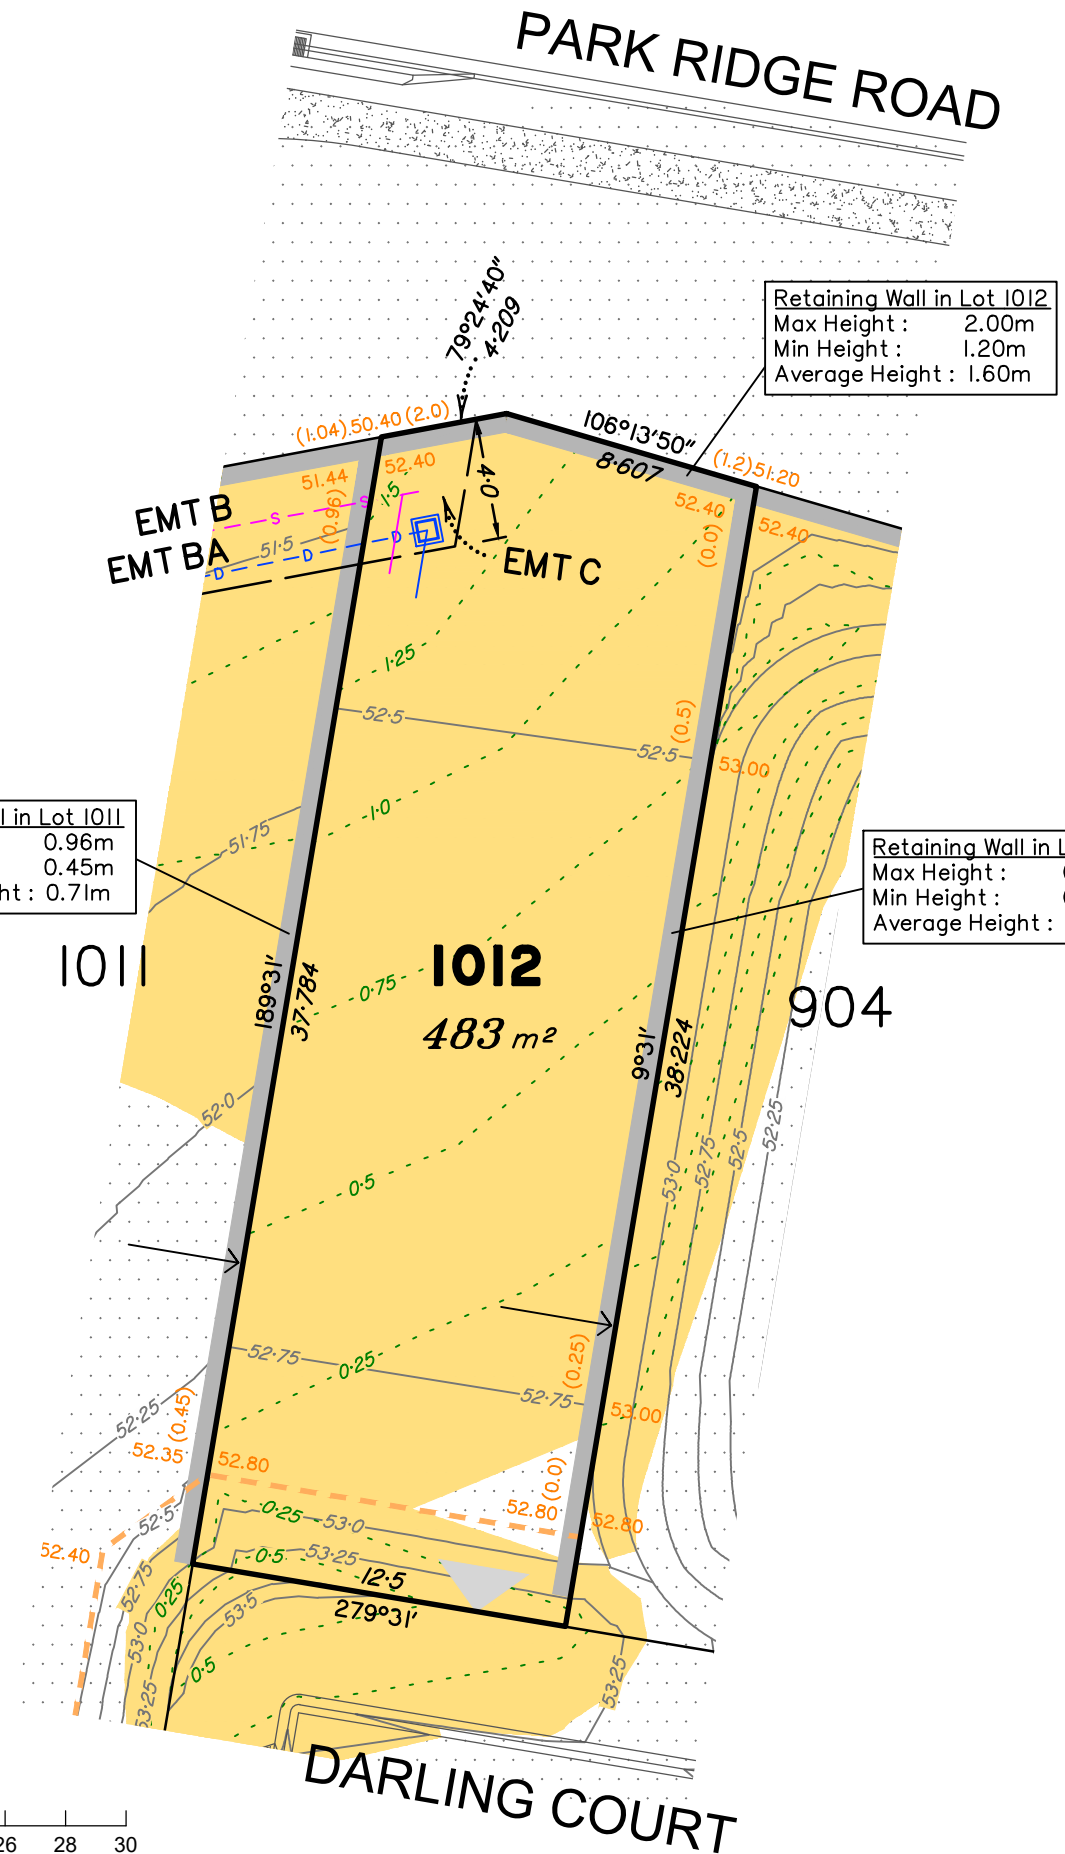 PARK RIDGE ROAD
79°24'40"
4·209
Retaining Wall in Lot 1012
Max Height : 2.00m
Min Height : 1.20m
Average Height : 1.60m
(1.04) 50.40 (2.0)
106°13'50"
8·607
(1.2) 51.20
51.44
52.40
(0.96)
1·5
4·0
52.40
(0.0)
52.40
EMT B
S
S
EMT BA
51·5
D
D
D
A
EMT C
1·25
52·5
52·5
(0.5)
53.00
1·0
51·75
l in Lot 1011
0.96m
0.45m
ht : 0.71m
Retaining Wall in L
Max Height :
Min Height :
Average Height :
1011
1012
483 m²
904
0·75
189°31'
37·784
9°31'
38·224
52·0
52·25
52·5
52·75
53·0
0·5
52·75
0·25
52·75
(0.25)
53.00
52·25
(0.45)
52.35
52.80
(0.0)
52.80
52.80
0·25
53·0
52·5
52.40
0·5
53·25
12·5
279°31'
52·75
0·25
53·5
53·0
0·5
53·25
53·25
DARLING COURT
26 28 30